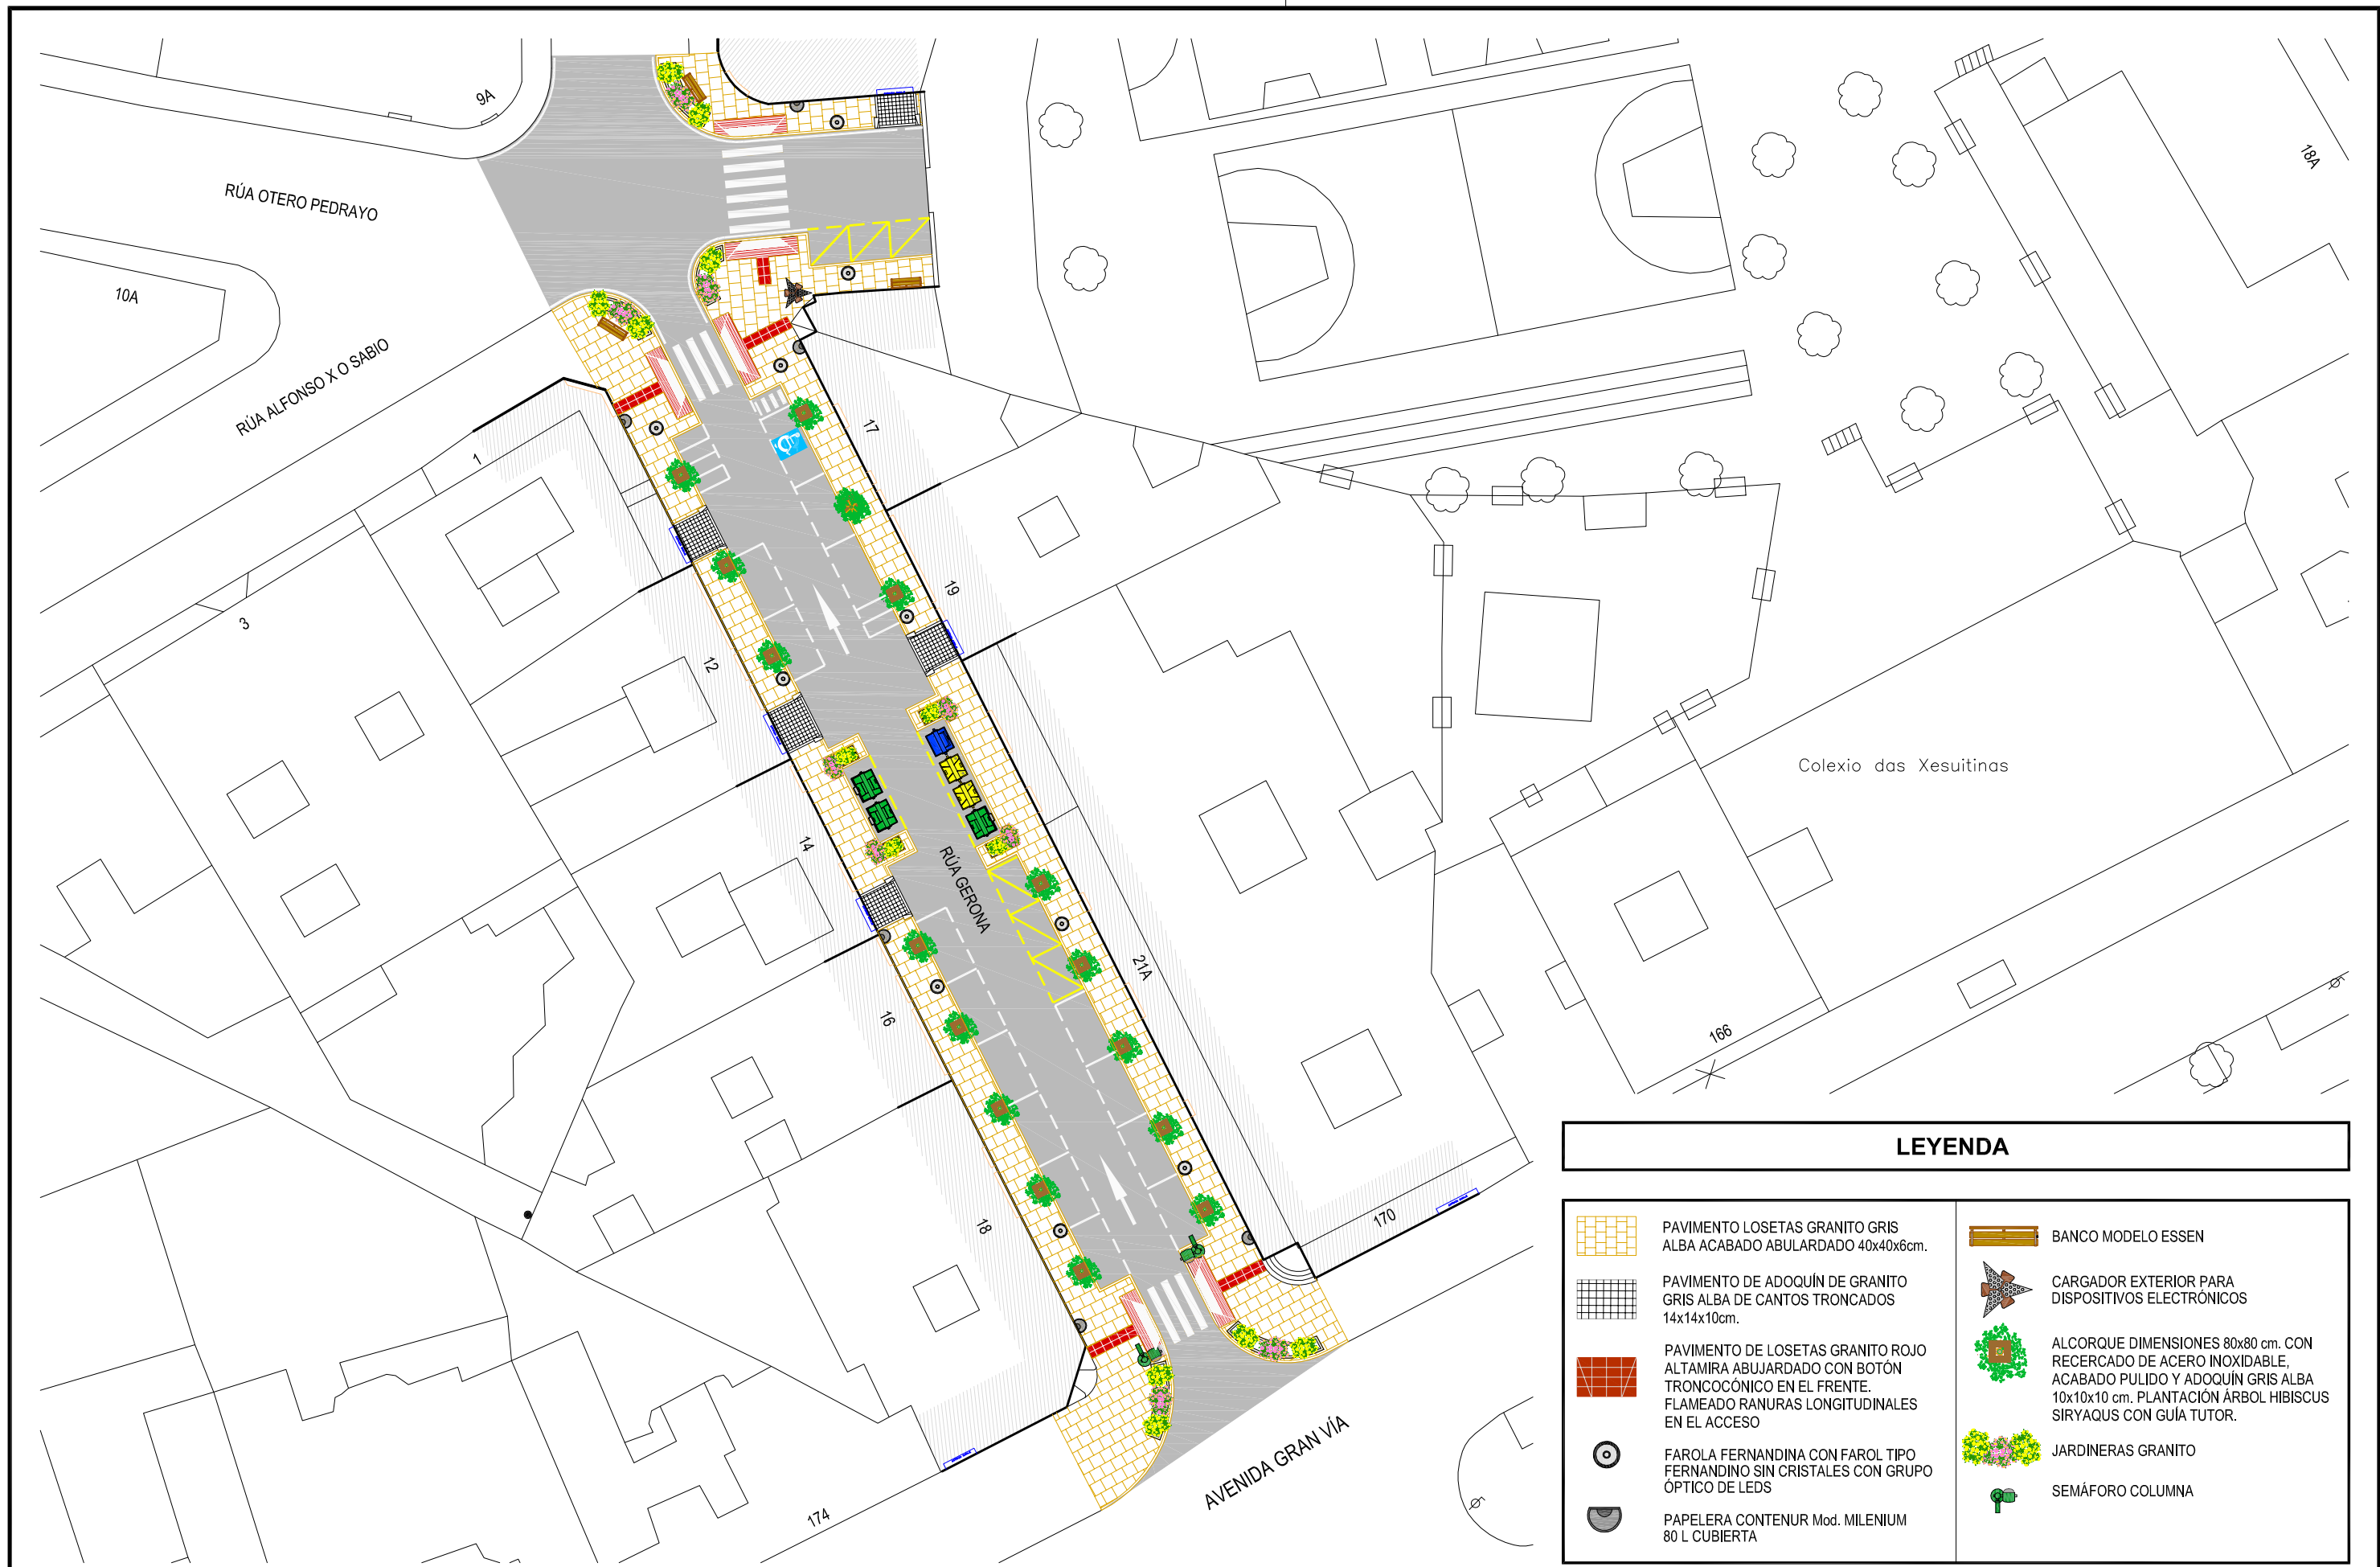 9A
18A
RÚA OTERO PEDRAYO
10A
RÚA ALFONSO X O SABIO
1
17
3
19
12
Colexio das Xesuitinas
14
RÚA GERONA
21A
16
166
18
170
AVENIDA GRAN VÍA
174
LEYENDA
PAVIMENTO LOSETAS GRANITO GRIS
ALBA ACABADO ABULARDADO 40x40x6cm.
PAVIMENTO DE ADOQUÍN DE GRANITO
GRIS ALBA DE CANTOS TRONCADOS
14x14x10cm.
PAVIMENTO DE LOSETAS GRANITO ROJO
ALTAMIRA ABUJARDADO CON BOTÓN
TRONCOCÓNICO EN EL FRENTE.
FLAMEADO RANURAS LONGITUDINALES
EN EL ACCESO
FAROLA FERNANDINA CON FAROL TIPO
FERNANDINO SIN CRISTALES CON GRUPO
ÓPTICO DE LEDS
PAPELERA CONTENUR Mod. MILENIUM
80 L CUBIERTA
BANCO MODELO ESSEN
CARGADOR EXTERIOR PARA
DISPOSITIVOS ELECTRÓNICOS
ALCORQUE DIMENSIONES 80x80 cm. CON
RECERCADO DE ACERO INOXIDABLE,
ACABADO PULIDO Y ADOQUÍN GRIS ALBA
10x10x10 cm. PLANTACIÓN ÁRBOL HIBISCUS
SIRYAQUS CON GUÍA TUTOR.
JARDINERAS GRANITO
SEMÁFORO COLUMNA